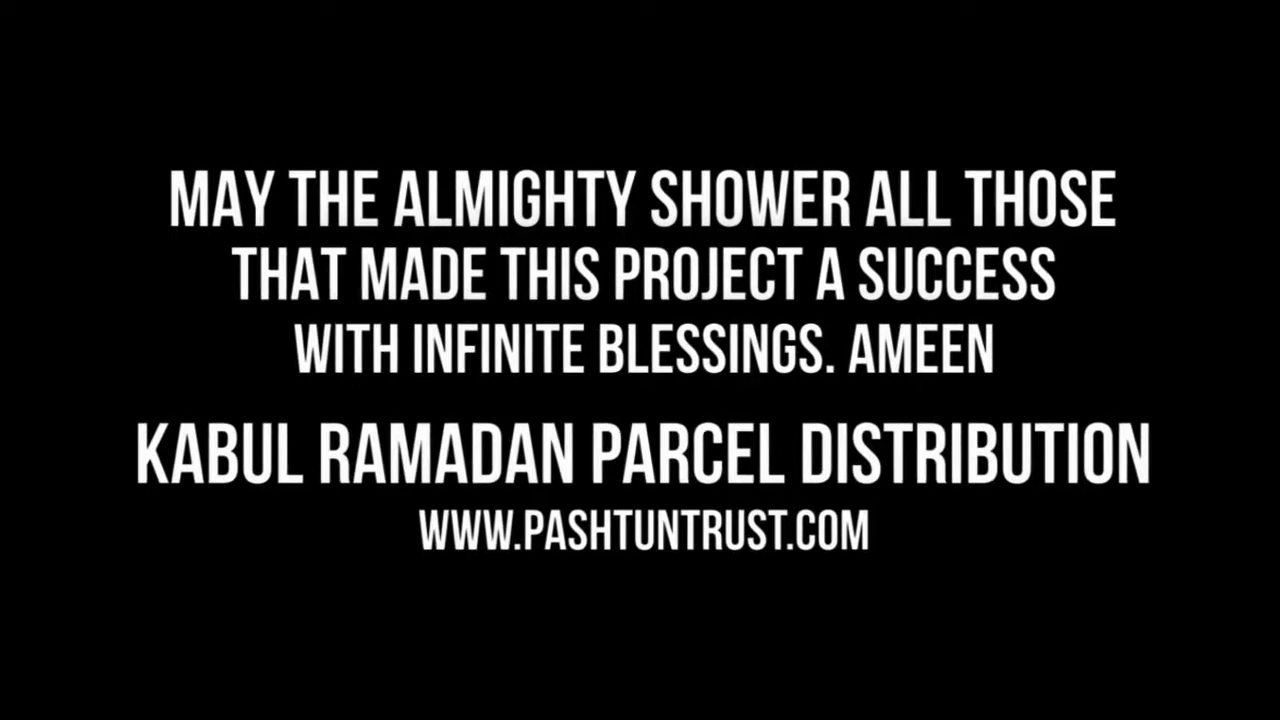 MAY THE ALMIGHTY SHOWER ALL THOSE
THAT MADE THIS PROJECT A SUCCESS
WITH INFINITE BLESSINGS. AMEEN
KABUL RAMADAN PARCEL DISTRIBUTION
WWW.PASHTUNTRUST.COM